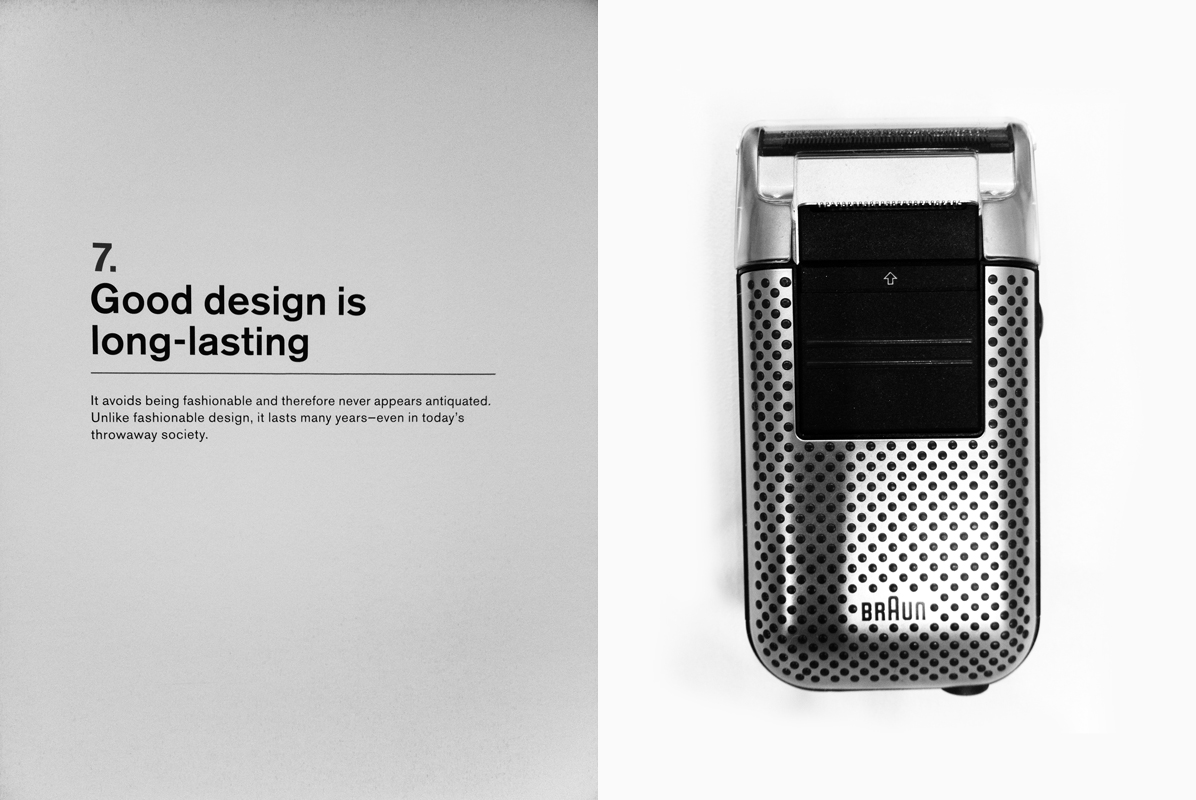 7.
Good design is
long-lasting
It avoids being fashionable and therefore never appears antiquated.
Unlike fashionable design, it lasts many years—even in today's
throwaway society.
BRAUN